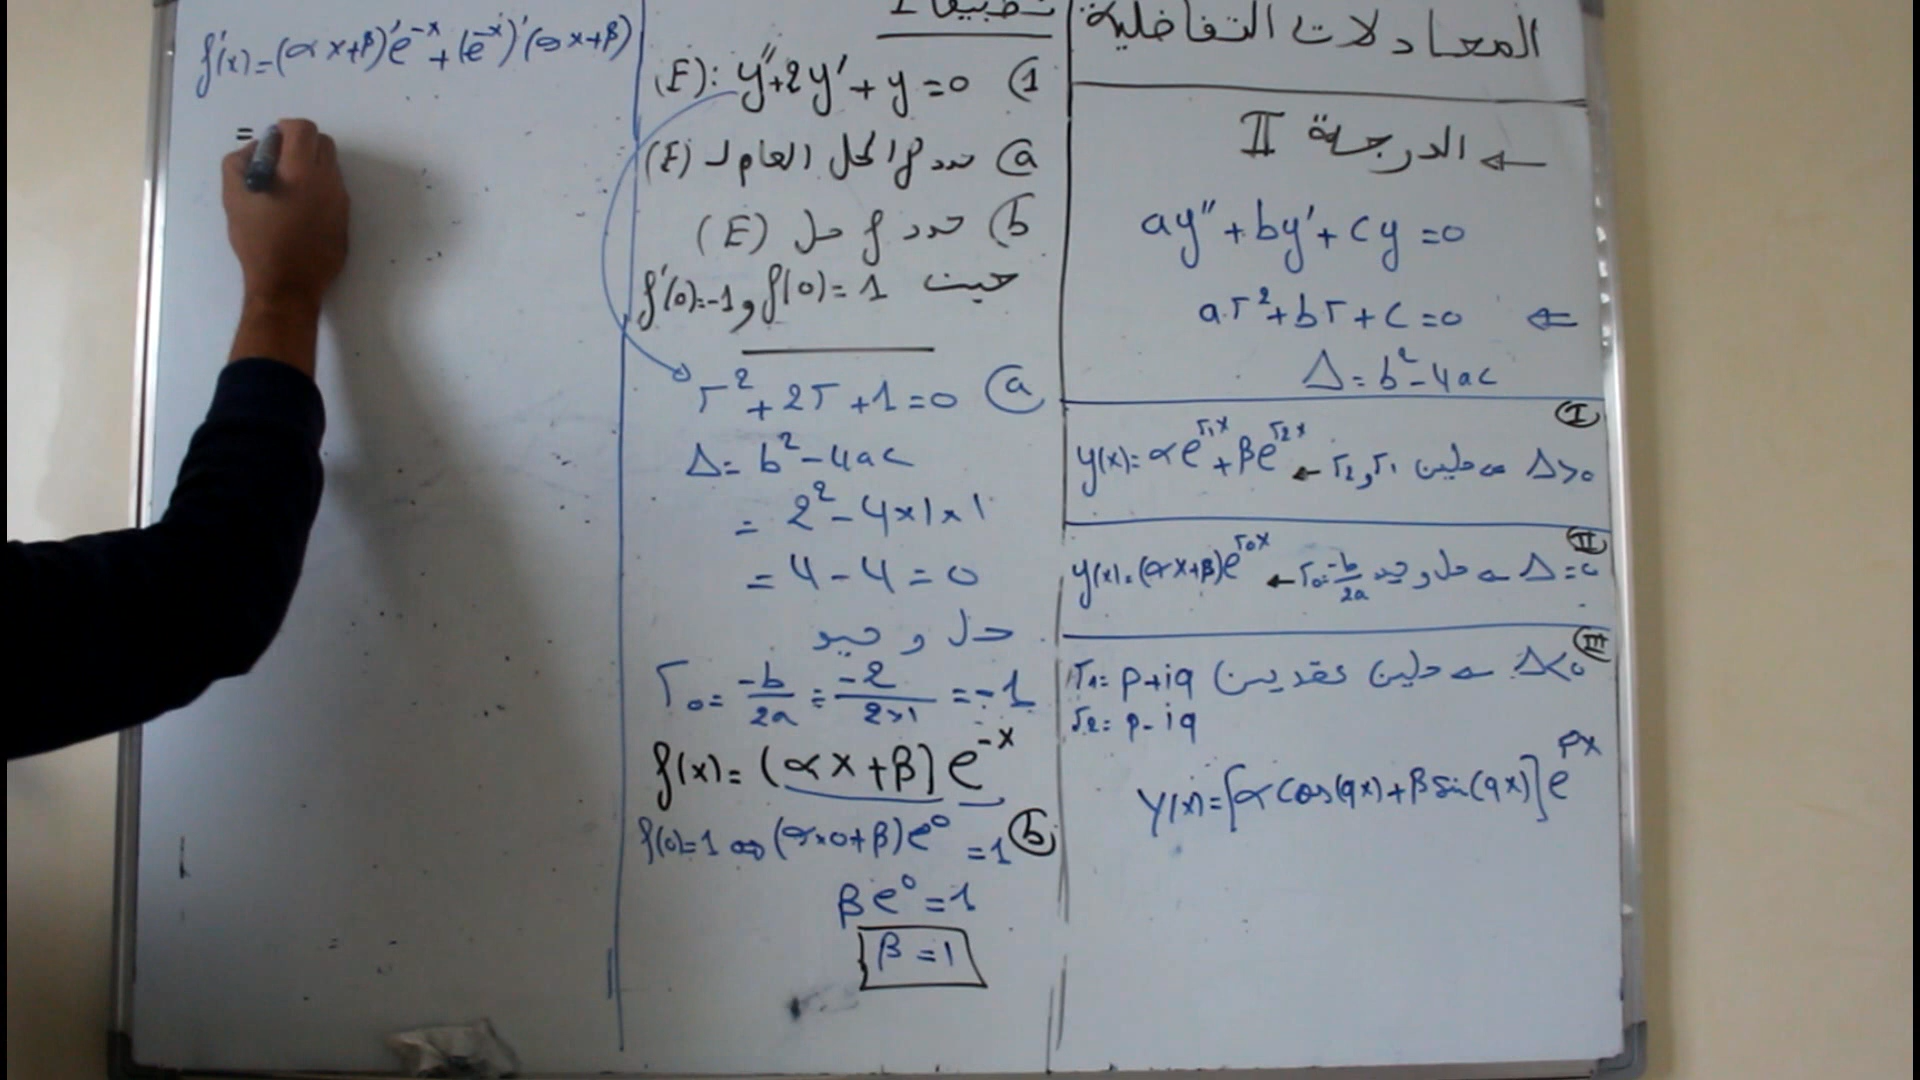 المعادلات التفاضلية
← الدرجة II
ay″+by′+cy=0
⇐ ar²+br+c=0
Δ=b²-4ac
I
Δ>0 → حلين r₁ و r₂ ← y(x)=αe^{r₁x}+βe^{r₂x}
II
Δ=0 → حل وحيد r₀=-b/2a ← y(x)=(αx+β)e^{r₀x}
III
Δ<0 → حلين عقديين r₁=p+iq
r₂=p-iq
y(x)=[αcos(qx)+βsin(qx)]e^{px}
تطبيق 1
1) (E): y″+2y′+y=0
a) حدد f الحل العام لـ (E)
b) حدد f حل (E)
حيث f(0)=1 و f′(0)=-1
a) r²+2r+1=0
Δ=b²-4ac
=2²-4×1×1
=4-4=0
حل وحيد
r₀=-b/2a=-2/2×1=-1
f(x)=(αx+β)e^{-x}
b) f(0)=1⇔(α×0+β)e⁰=1
βe⁰=1
β=1
f′(x)=(αx+β)′e^{-x}+(e^{-x})′(αx+β)
=